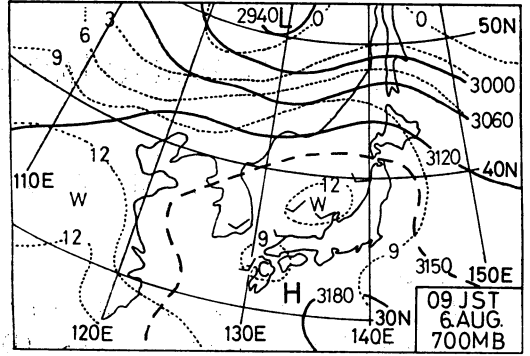 2940 L 0 0
3
6 50N
9 3000
3060
12 3120
40N
110E
W 12 W
12 9 9
C
H 3150 150E
3180
30N
120E 130E 140E
09 JST
6.AUG.
700MB